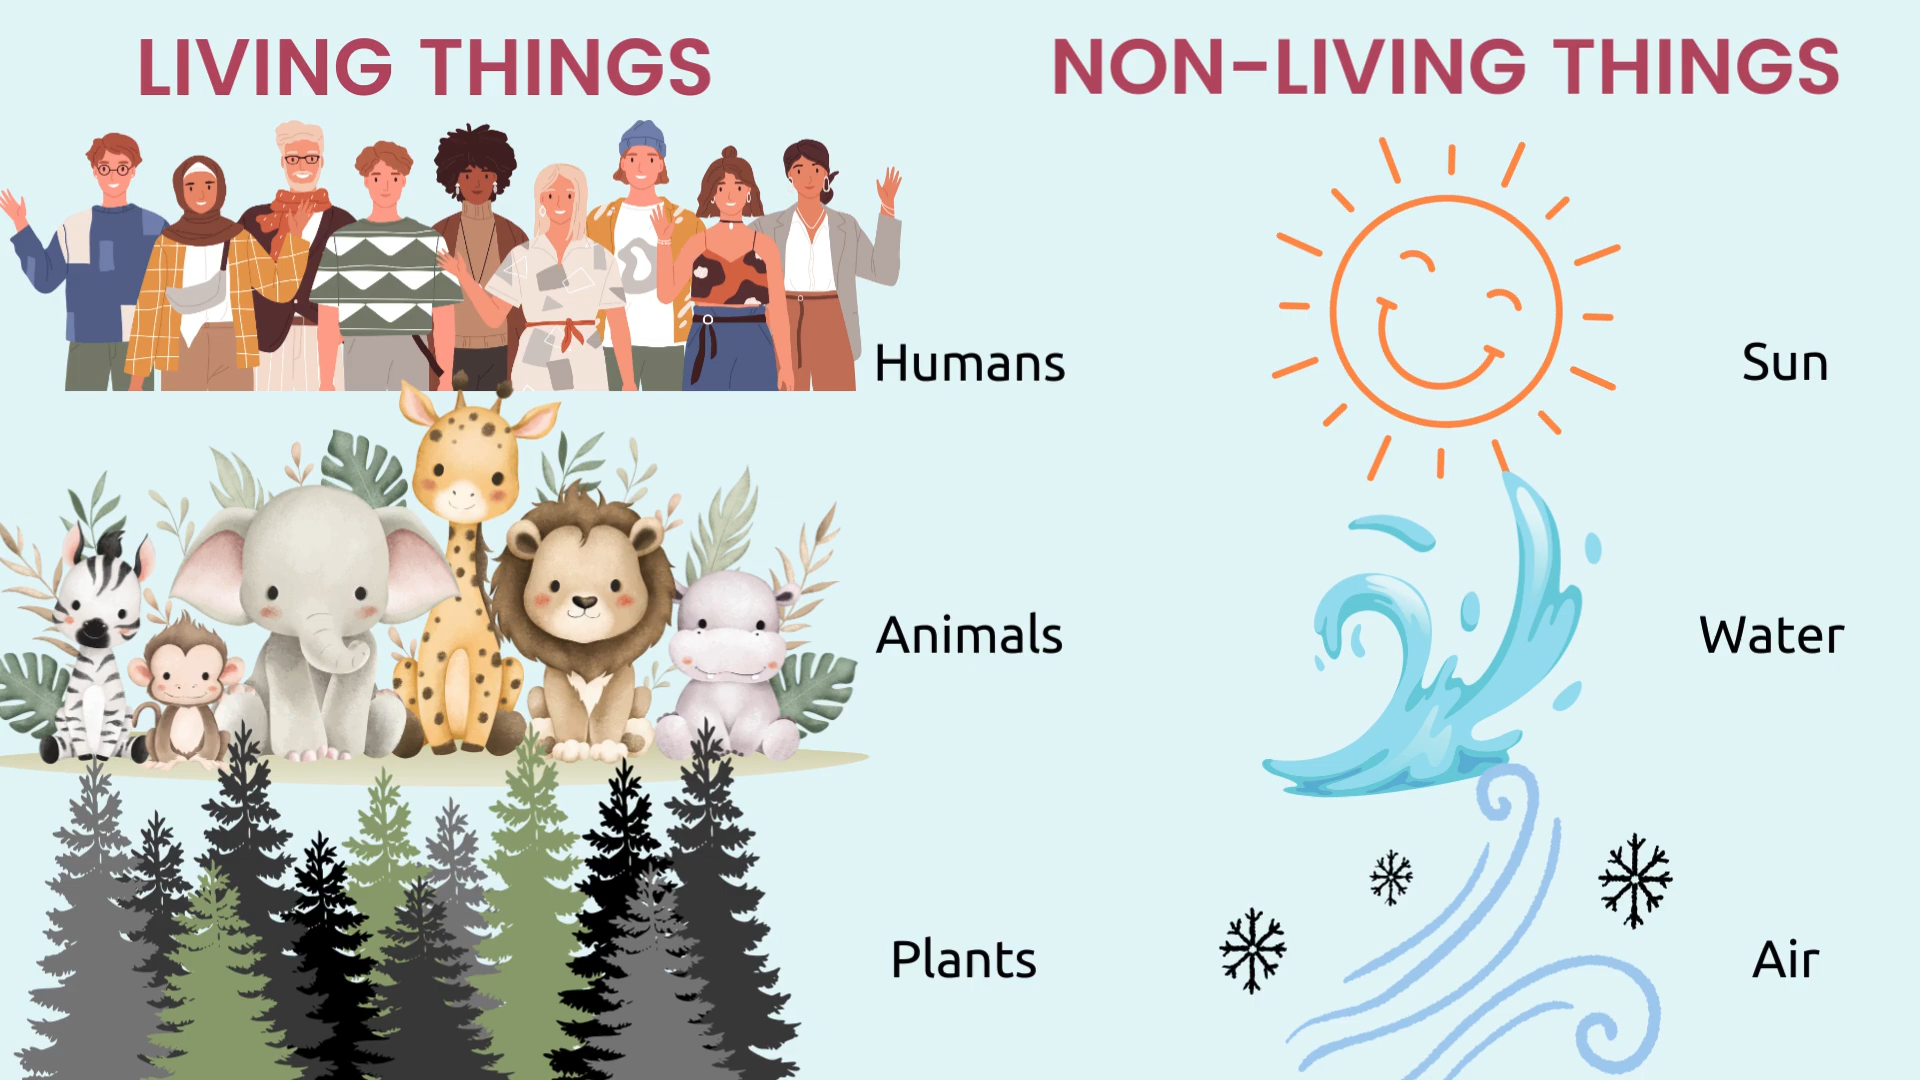 LIVING THINGS
NON-LIVING THINGS
Humans
Sun
Animals
Water
Plants
Air